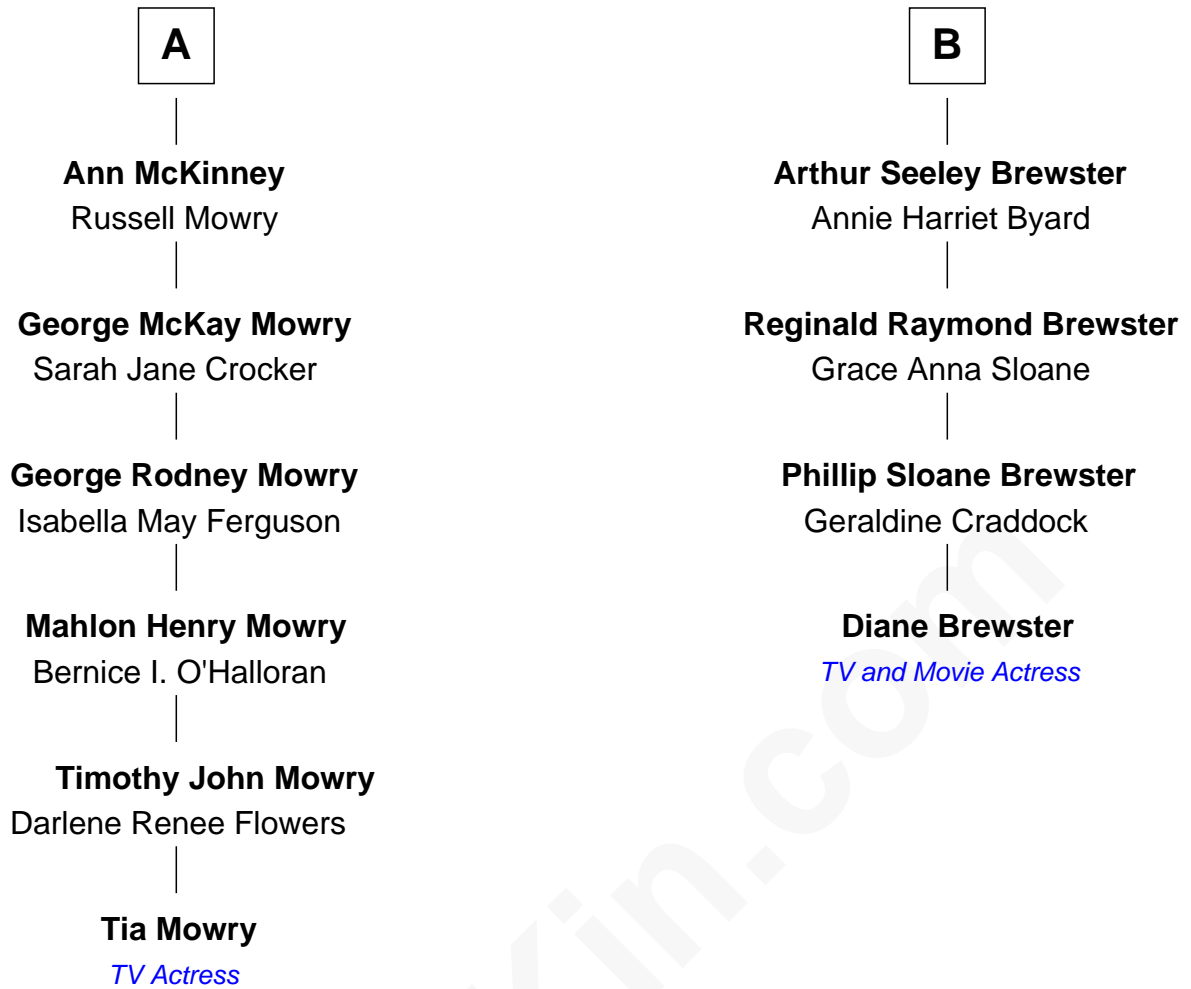 A
Ann McKinney
Russell Mowry
George McKay Mowry
Sarah Jane Crocker
George Rodney Mowry
Isabella May Ferguson
Mahlon Henry Mowry
Bernice I. O'Halloran
Timothy John Mowry
Darlene Renee Flowers
Tia Mowry
TV Actress
B
Arthur Seeley Brewster
Annie Harriet Byard
Reginald Raymond Brewster
Grace Anna Sloane
Phillip Sloane Brewster
Geraldine Craddock
Diane Brewster
TV and Movie Actress
Kin.com